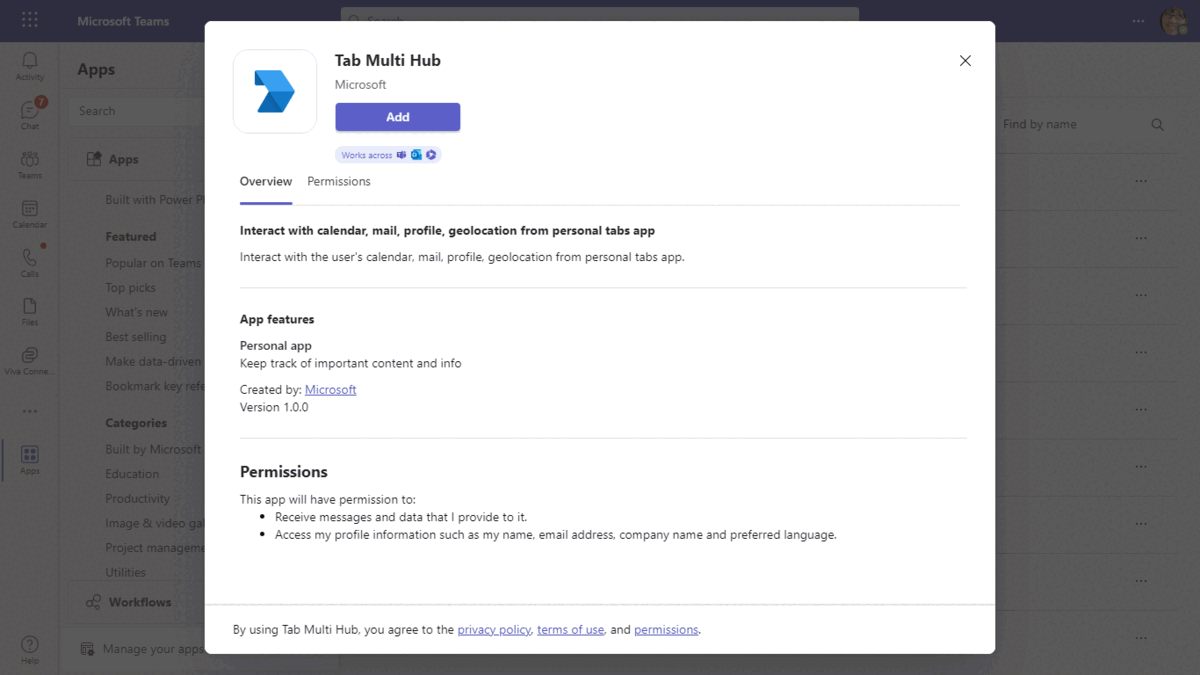 Microsoft Teams
Search
Activity
Chat
7
Teams
Calendar
Calls
Files
Viva Conne...
Apps
Help
Apps
Search
Apps
Built with Power
Featured
Popular on Teams
Top picks
What's new
Best selling
Make data-driven
Bookmark key
Categories
Built by Microsoft
Education
Productivity
Image & video
Project
Utilities
Workflows
Manage your apps
Find by name
Tab Multi Hub
Microsoft
Add
Works across
Overview Permissions
Interact with calendar, mail, profile, geolocation from personal tabs app
Interact with the user's calendar, mail, profile, geolocation from personal tabs app.
App features
Personal app
Keep track of important content and info
Created by: Microsoft
Version 1.0.0
Permissions
This app will have permission to:
Receive messages and data that I provide to it.
Access my profile information such as my name, email address, company name and preferred language.
By using Tab Multi Hub, you agree to the privacy policy, terms of use, and permissions.